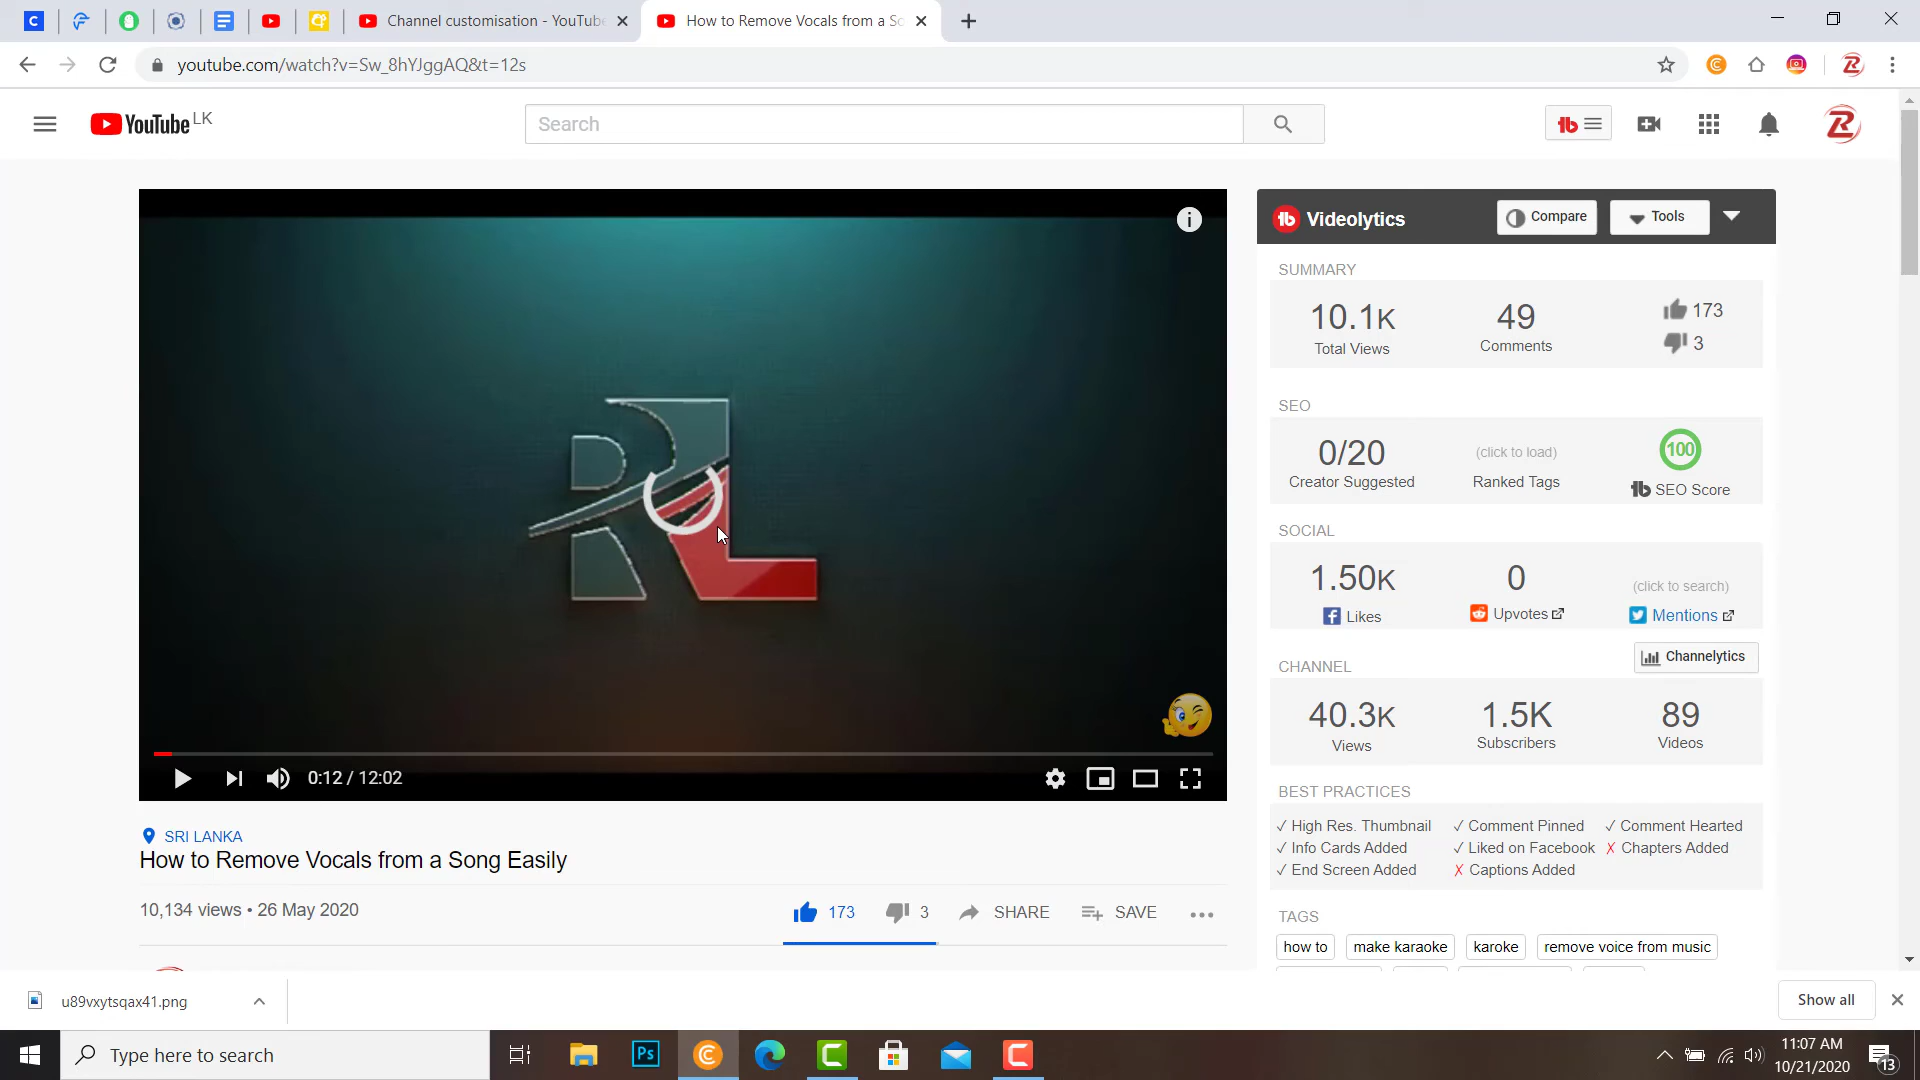 Channel customisation - YouTube
How to Remove Vocals from a So
youtube.com/watch?v=Sw_8hYJggAQ&t=12s
YouTube LK
Search
Videolytics
Compare
Tools
SUMMARY
10.1K
49
173
Total Views
Comments
3
SEO
0/20
(click to load)
100
Creator Suggested
Ranked Tags
SEO Score
SOCIAL
1.50K
0
(click to search)
Likes
Upvotes
Mentions
CHANNEL
Channelytics
40.3K
1.5K
89
Views
Subscribers
Videos
BEST PRACTICES
✓ High Res. Thumbnail ✓ Comment Pinned ✓ Comment Hearted
✓ Info Cards Added ✓ Liked on Facebook ✗ Chapters Added
✓ End Screen Added ✗ Captions Added
TAGS
how to make karaoke karoke remove voice from music
0:12 / 12:02
SRI LANKA
How to Remove Vocals from a Song Easily
10,134 views • 26 May 2020
173 3 SHARE SAVE
u89vxytsqax41.png
Show all
Type here to search
Ps
11:07 AM
10/21/2020
13